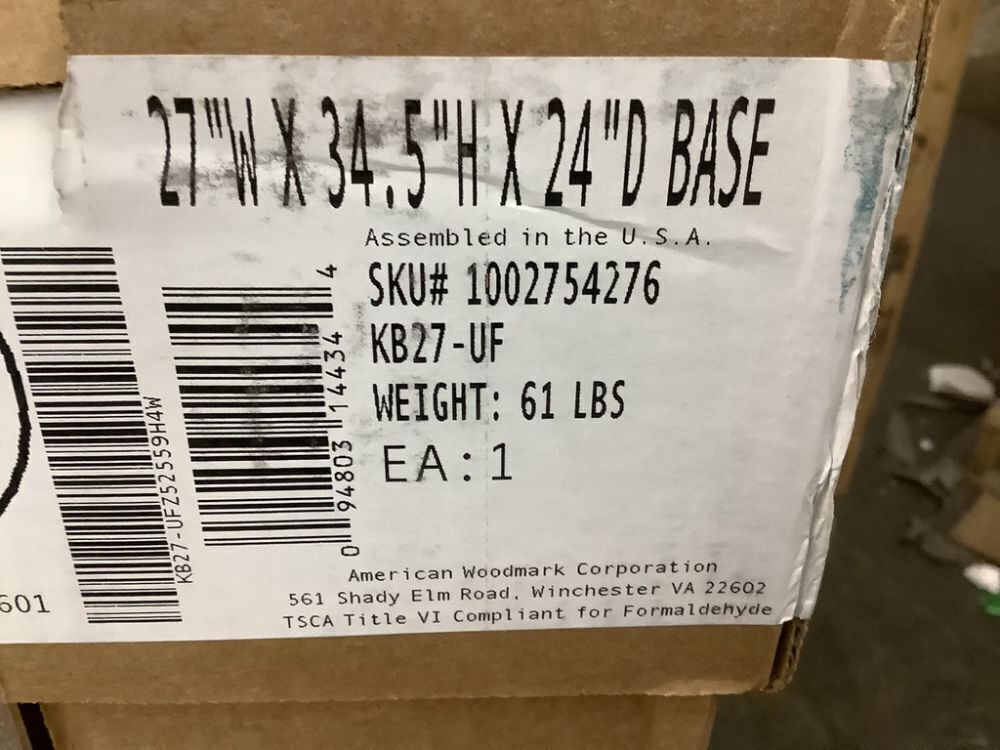 27"W X 34.5"H X 24"D BASE
Assembled in the U.S.A.
SKU# 1002754276
KB27-UF
WEIGHT: 61 LBS
EA:1
KB27-UFZ52559H4W
0 94803 14434 4
601
American Woodmark Corporation
561 Shady Elm Road, Winchester VA 22602
TSCA Title VI Compliant for Formaldehyde